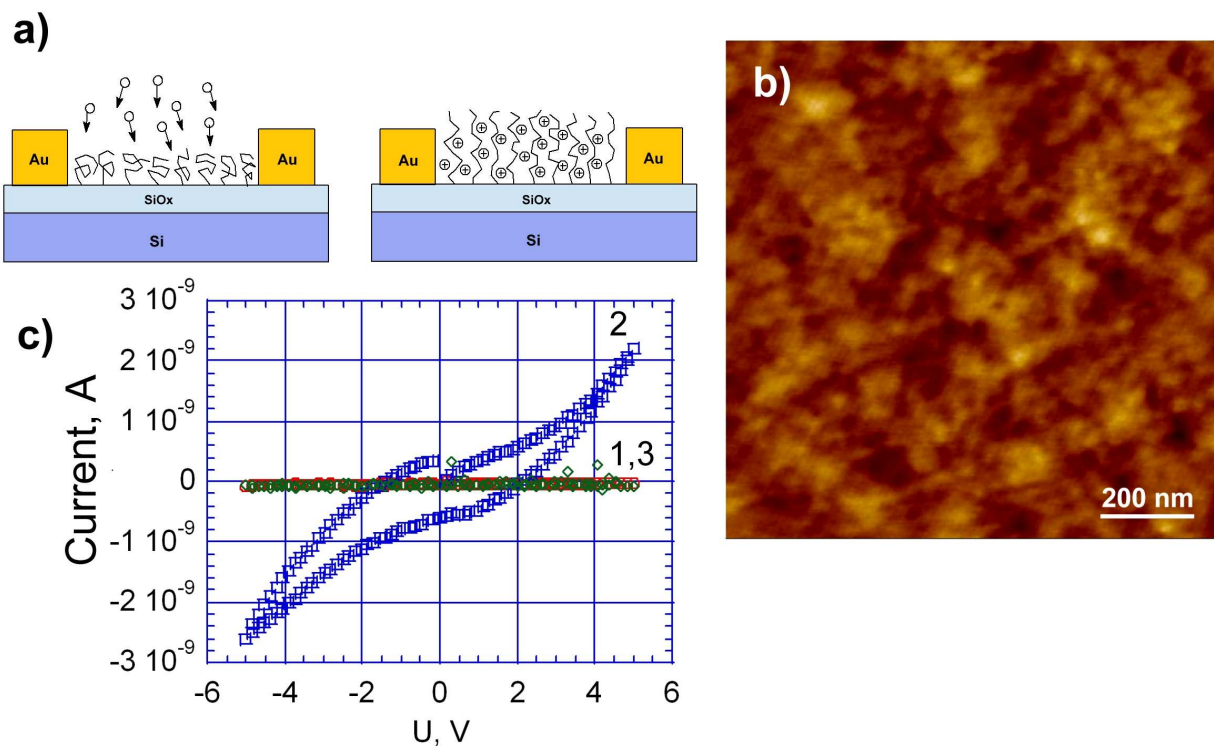 a)
Au
Au
SiOx
Si
Au
Au
SiOx
Si
b)
200 nm
c)
Current, A
3 10⁻⁹
2 10⁻⁹
1 10⁻⁹
0
-1 10⁻⁹
-2 10⁻⁹
-3 10⁻⁹
2
1,3
-6
-4
-2
0
2
4
6
U, V